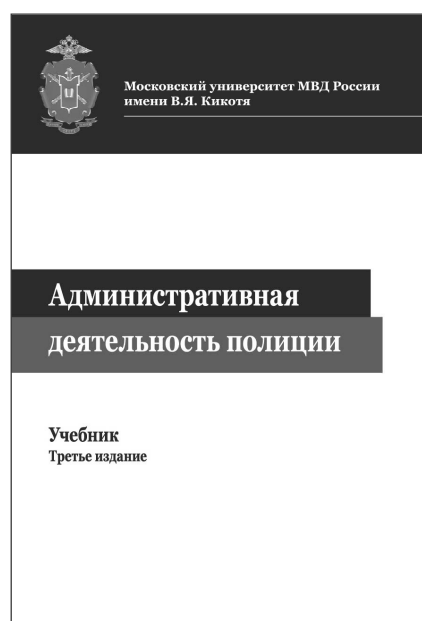 Московский университет МВД России
имени В.Я. Кикотя
Административная
деятельность полиции
Учебник
Третье издание